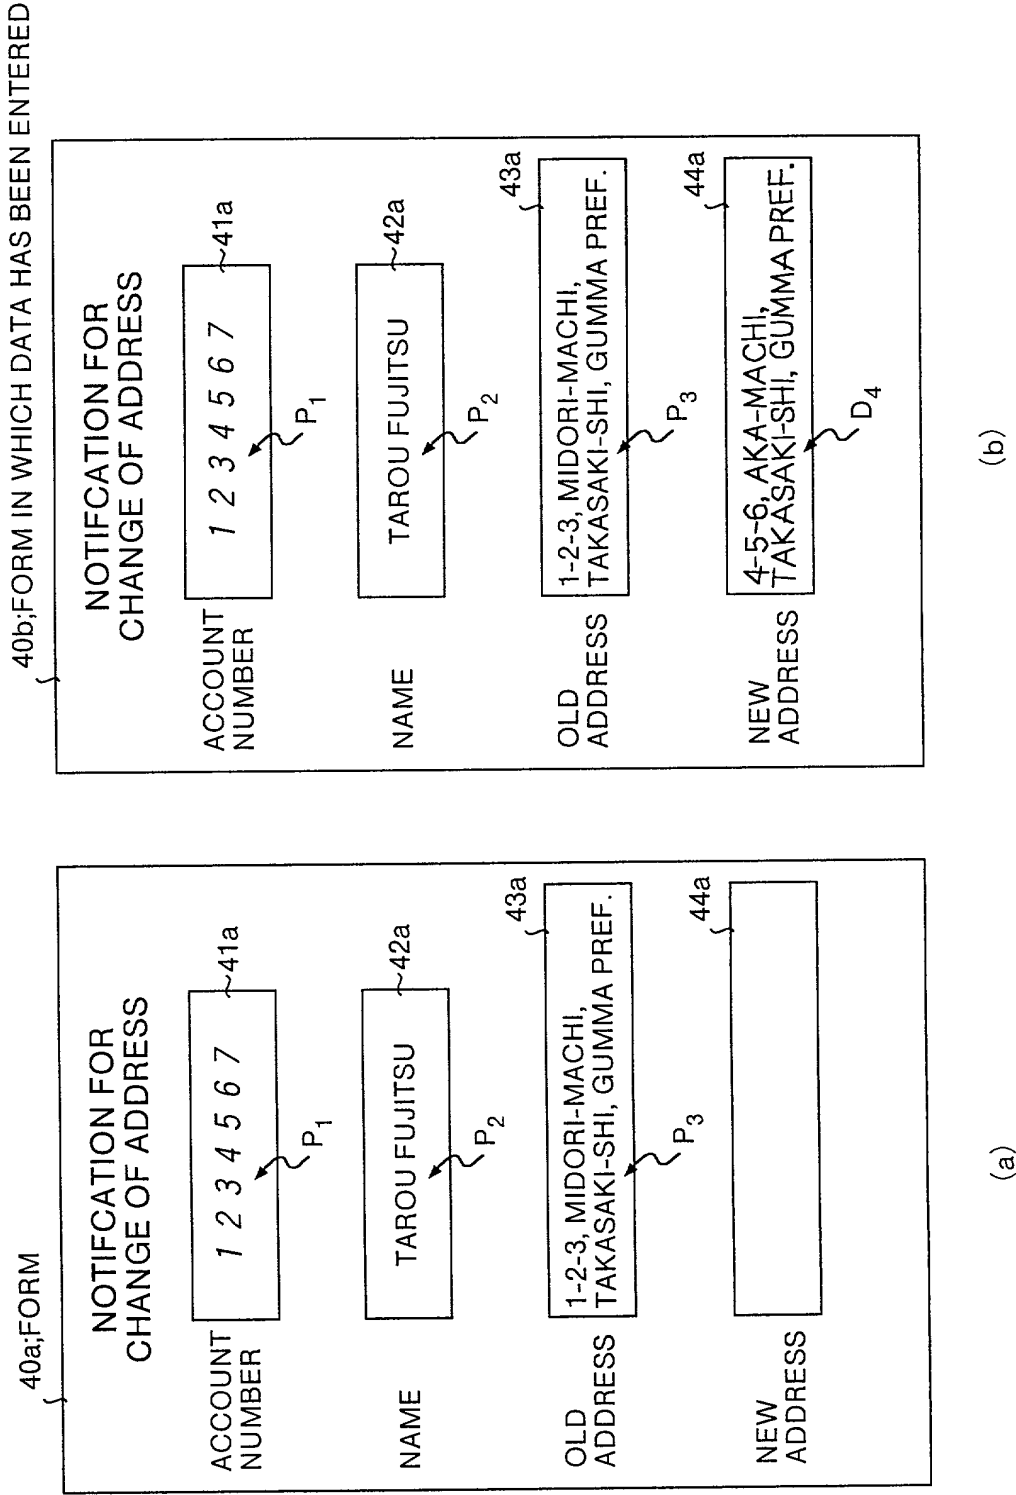 40a;FORM
NOTIFCATION FOR
CHANGE OF ADDRESS
ACCOUNT
NUMBER
1 2 3 4 5 6 7
41a
P1
NAME
TAROU FUJITSU
42a
P2
OLD
ADDRESS
1-2-3, MIDORI-MACHI,
TAKASAKI-SHI, GUMMA PREF.
43a
P3
NEW
ADDRESS
44a
(a)
40b;FORM IN WHICH DATA HAS BEEN ENTERED
NOTIFCATION FOR
CHANGE OF ADDRESS
ACCOUNT
NUMBER
1 2 3 4 5 6 7
41a
P1
NAME
TAROU FUJITSU
42a
P2
OLD
ADDRESS
1-2-3, MIDORI-MACHI,
TAKASAKI-SHI, GUMMA PREF.
43a
P3
NEW
ADDRESS
4-5-6, AKA-MACHI,
TAKASAKI-SHI, GUMMA PREF.
44a
D4
(b)